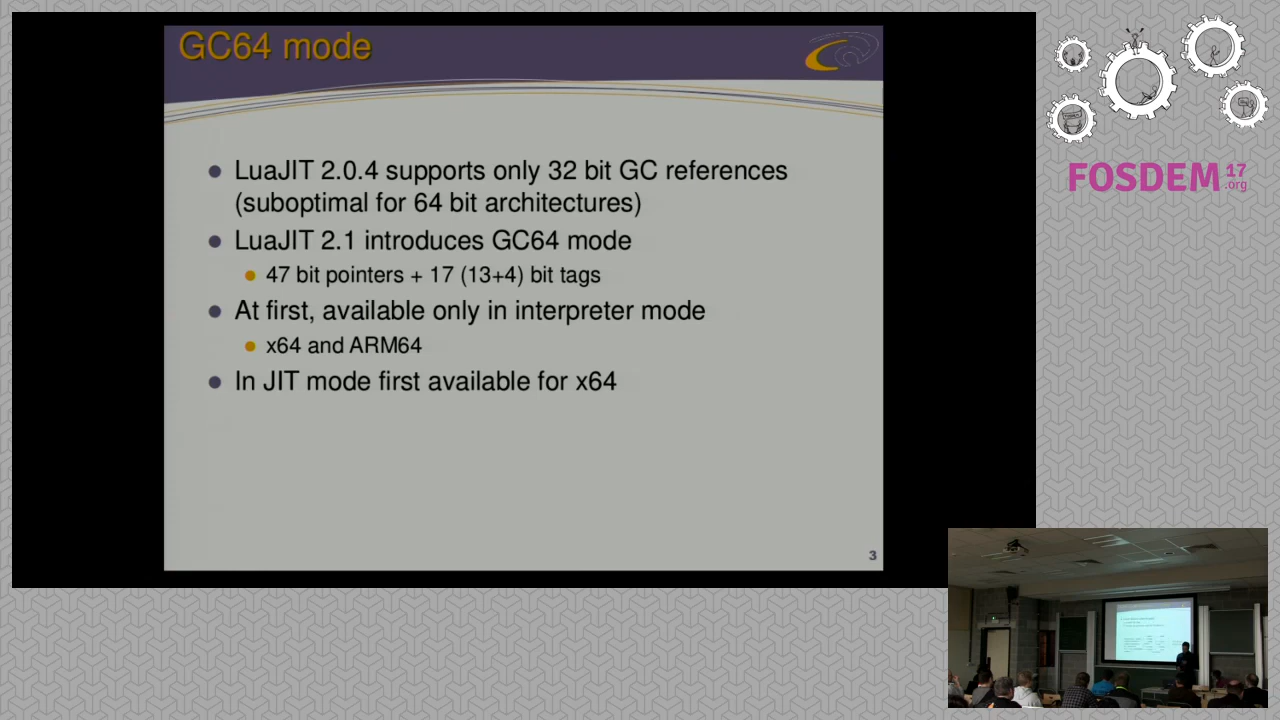 GC64 mode
LuaJIT 2.0.4 supports only 32 bit GC references
(suboptimal for 64 bit architectures)
LuaJIT 2.1 introduces GC64 mode
47 bit pointers + 17 (13+4) bit tags
At first, available only in interpreter mode
x64 and ARM64
In JIT mode first available for x64
3
FOSDEM 17
.org